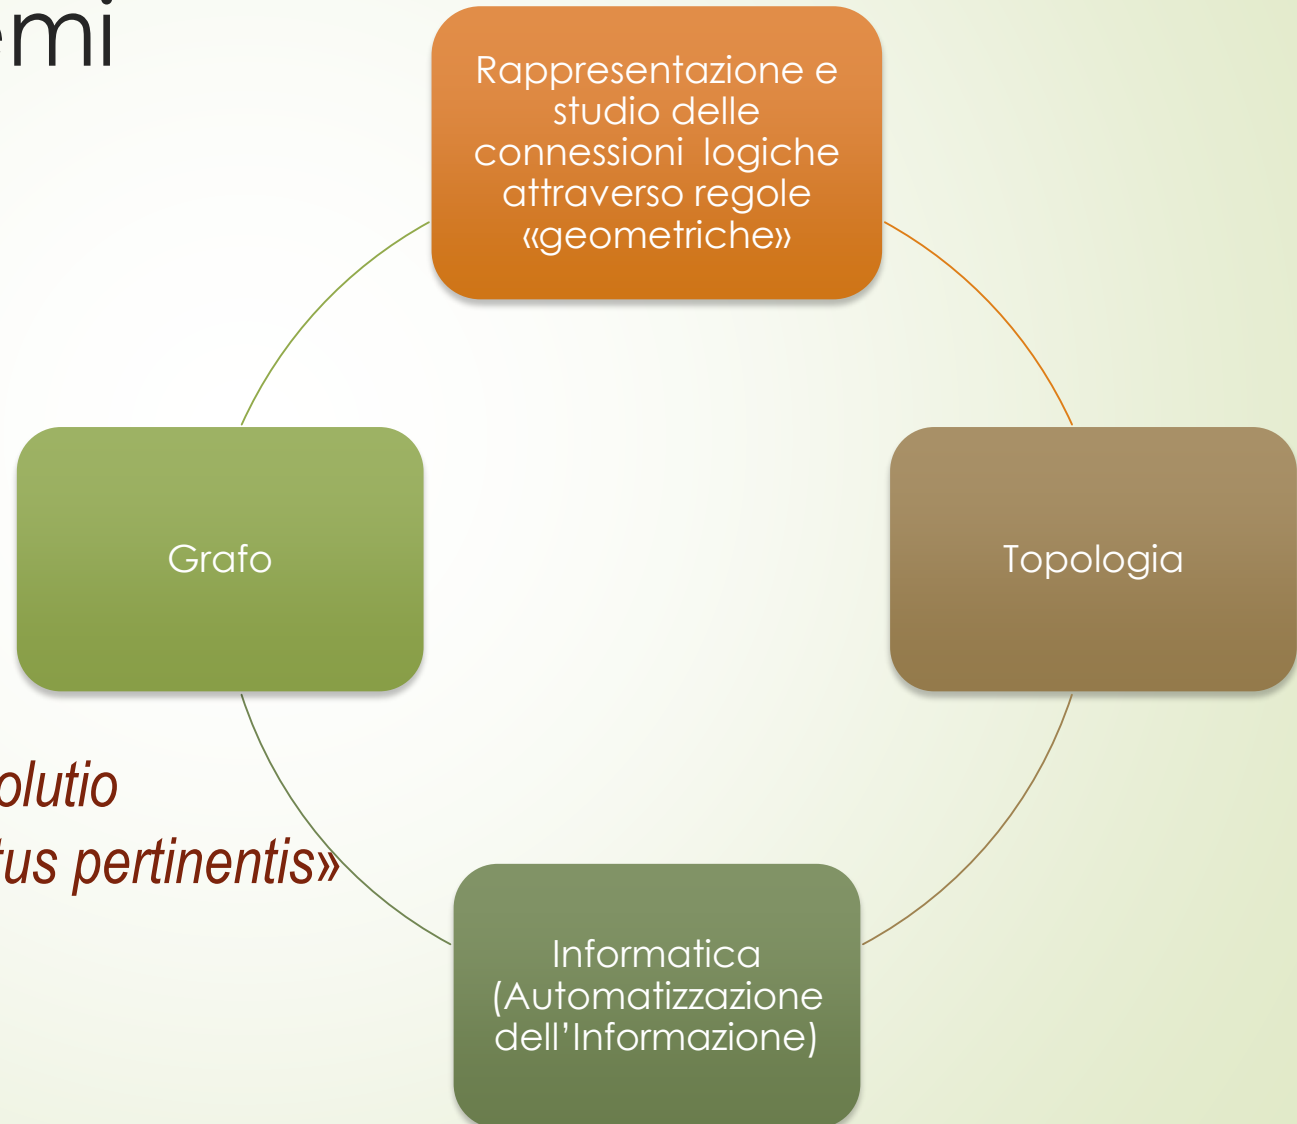 emi
Rappresentazione e
studio delle
connessioni logiche
attraverso regole
«geometriche»
Grafo
Topologia
olutio
tus pertinentis»
Informatica
(Automatizzazione
dell’Informazione)